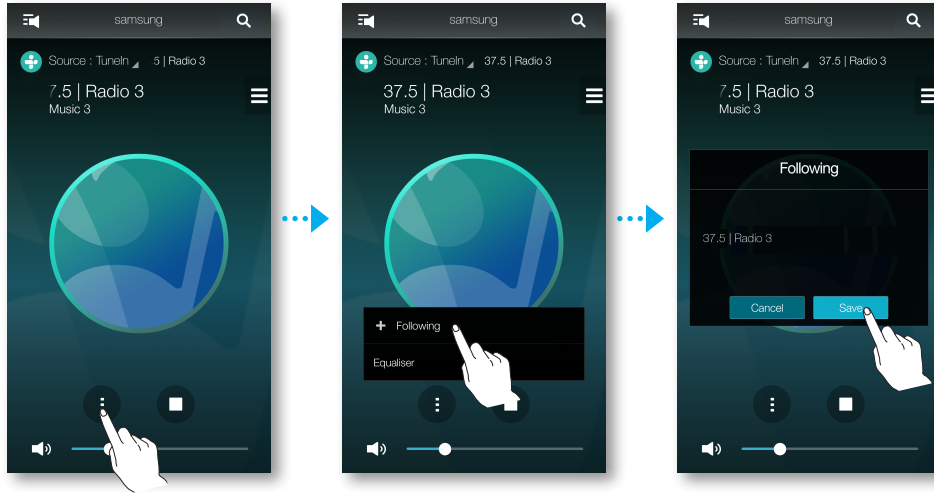 samsung
Source : TuneIn .5 | Radio 3
7.5 | Radio 3
Music 3
samsung
Source : TuneIn 37.5 | Radio 3
37.5 | Radio 3
Music 3
+ Following
Equaliser
samsung
Source : TuneIn 37.5 | Radio 3
7.5 | Radio 3
Music 3
Following
37.5 | Radio 3
Cancel Save